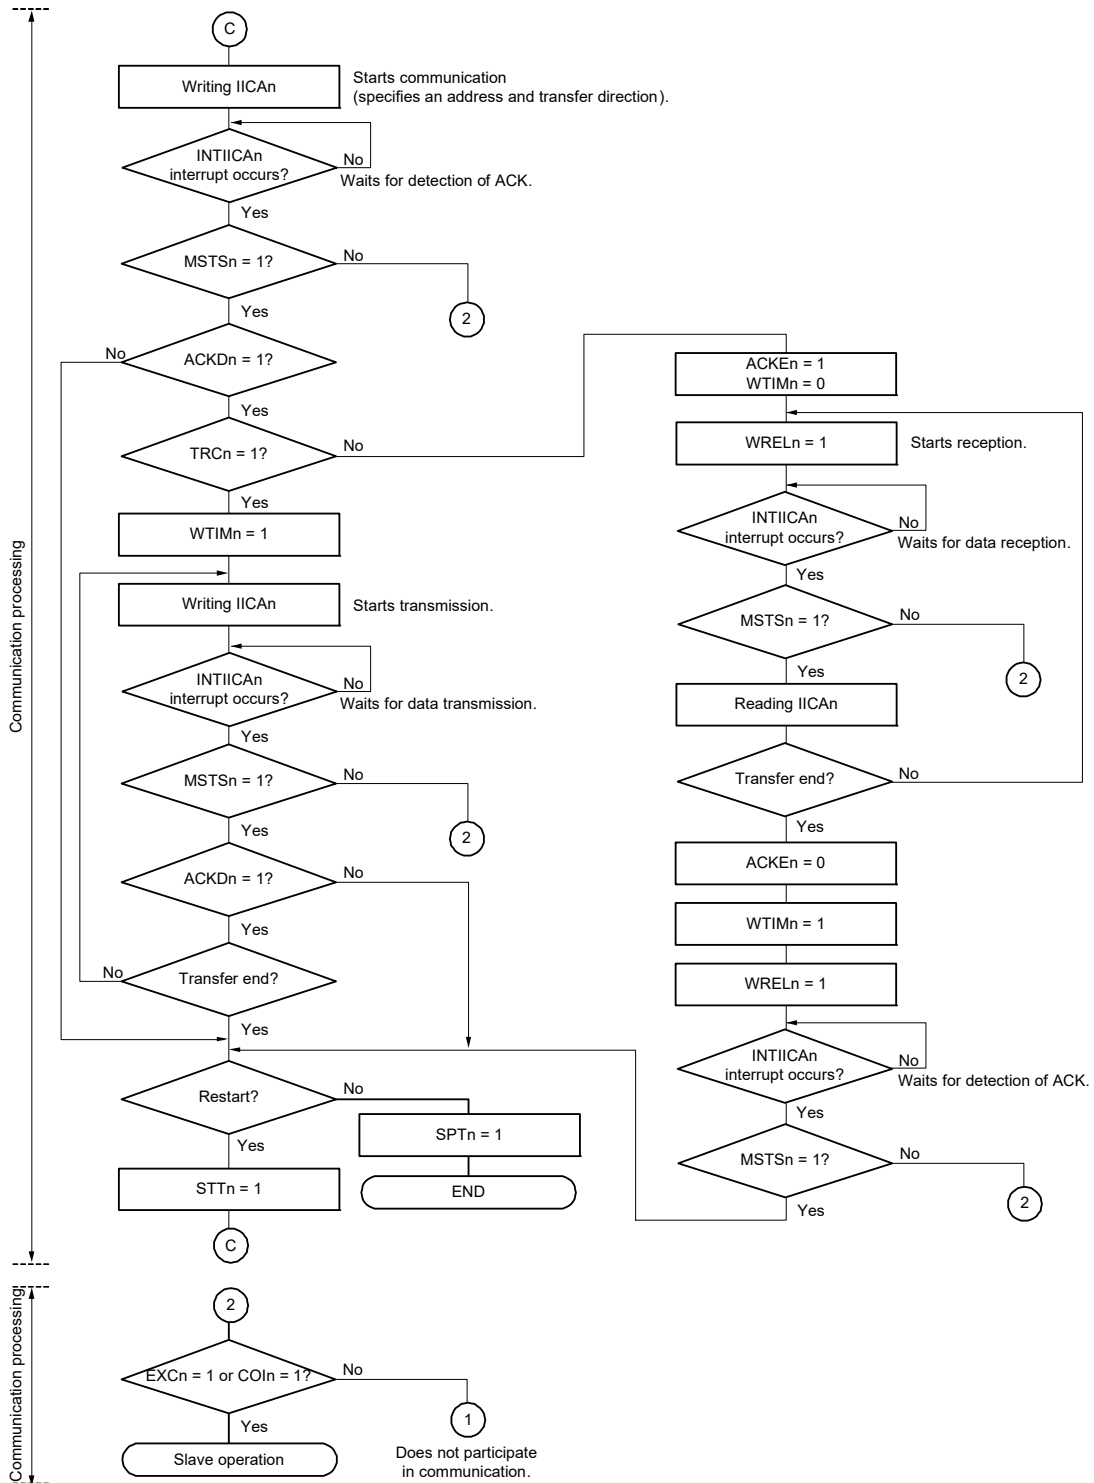 C
Writing IICAn
Starts communication
(specifies an address and transfer direction).
INTIICAn
interrupt occurs?
No
Waits for detection of ACK.
Yes
MSTSn = 1?
No
2
Yes
ACKDn = 1?
No
Yes
TRCn = 1?
No
Yes
WTIMn = 1
Writing IICAn
Starts transmission.
INTIICAn
interrupt occurs?
No
Waits for data transmission.
Yes
MSTSn = 1?
No
2
Yes
ACKDn = 1?
No
Yes
Transfer end?
No
Yes
Restart?
No
SPTn = 1
END
Yes
STTn = 1
C
ACKEn = 1
WTIMn = 0
WRELn = 1
Starts reception.
INTIICAn
interrupt occurs?
No
Waits for data reception.
Yes
MSTSn = 1?
No
2
Yes
Reading IICAn
Transfer end?
No
Yes
ACKEn = 0
WTIMn = 1
WRELn = 1
INTIICAn
interrupt occurs?
No
Waits for detection of ACK.
Yes
MSTSn = 1?
No
2
Yes
Communication processing
2
EXCn = 1 or COIn = 1?
No
1
Does not participate
in communication.
Yes
Slave operation
Communication processing